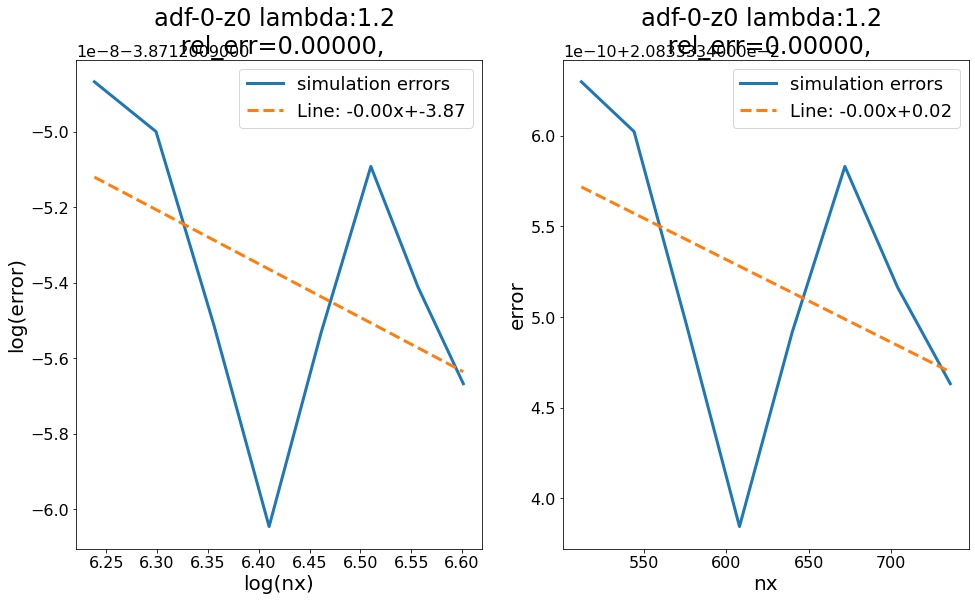 adf-0-z0 lambda:1.2
rel_err=0.00000,
1e−8−3.8712009000
simulation errors
Line: -0.00x+-3.87
−5.0
−5.2
−5.4
−5.6
−5.8
−6.0
log(error)
6.25 6.30 6.35 6.40 6.45 6.50 6.55 6.60
log(nx)
adf-0-z0 lambda:1.2
rel_err=0.00000,
1e−10+2.0833334000e−2
simulation errors
Line: -0.00x+0.02
6.0
5.5
5.0
4.5
4.0
error
550 600 650 700
nx